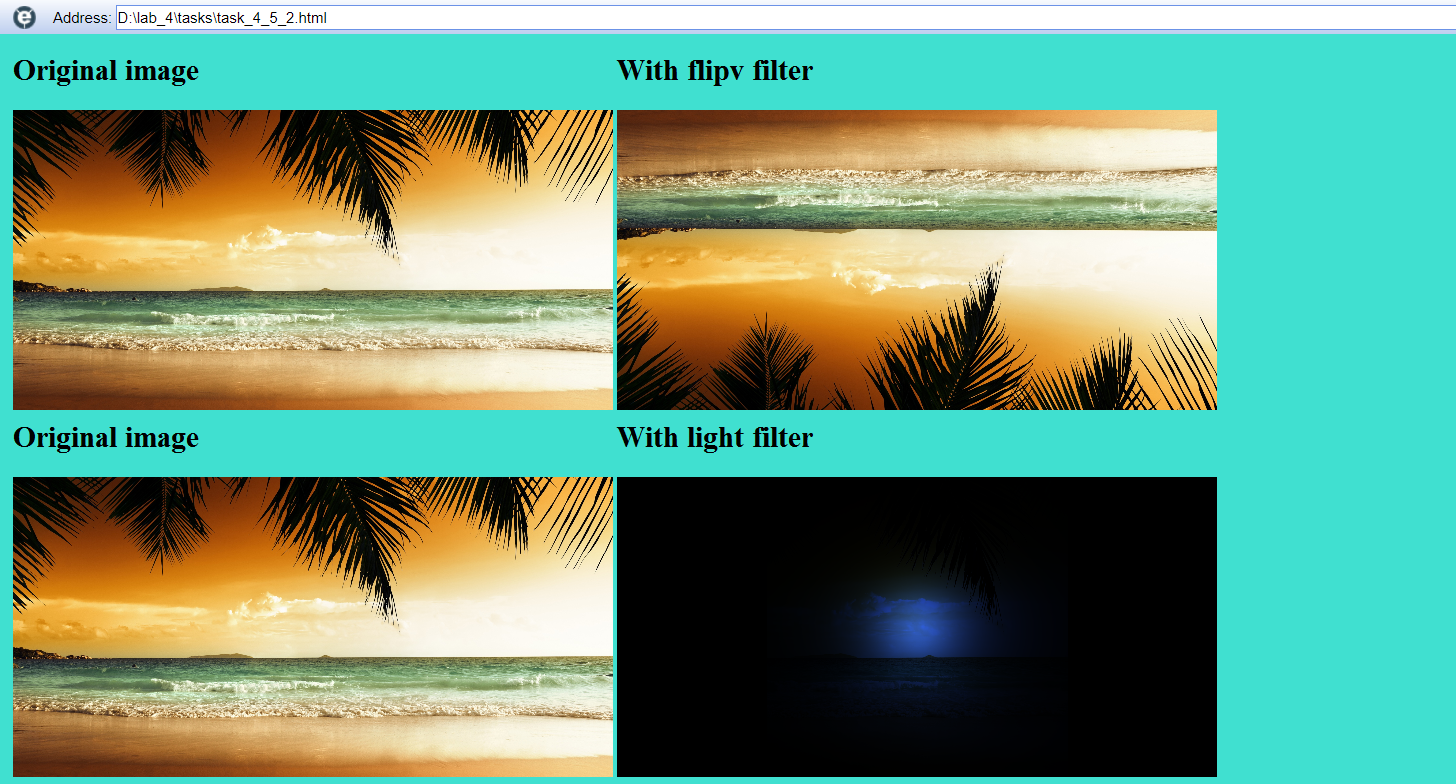 Address: D:\lab_4\tasks\task_4_5_2.html
Original image
With flipv filter
Original image
With light filter